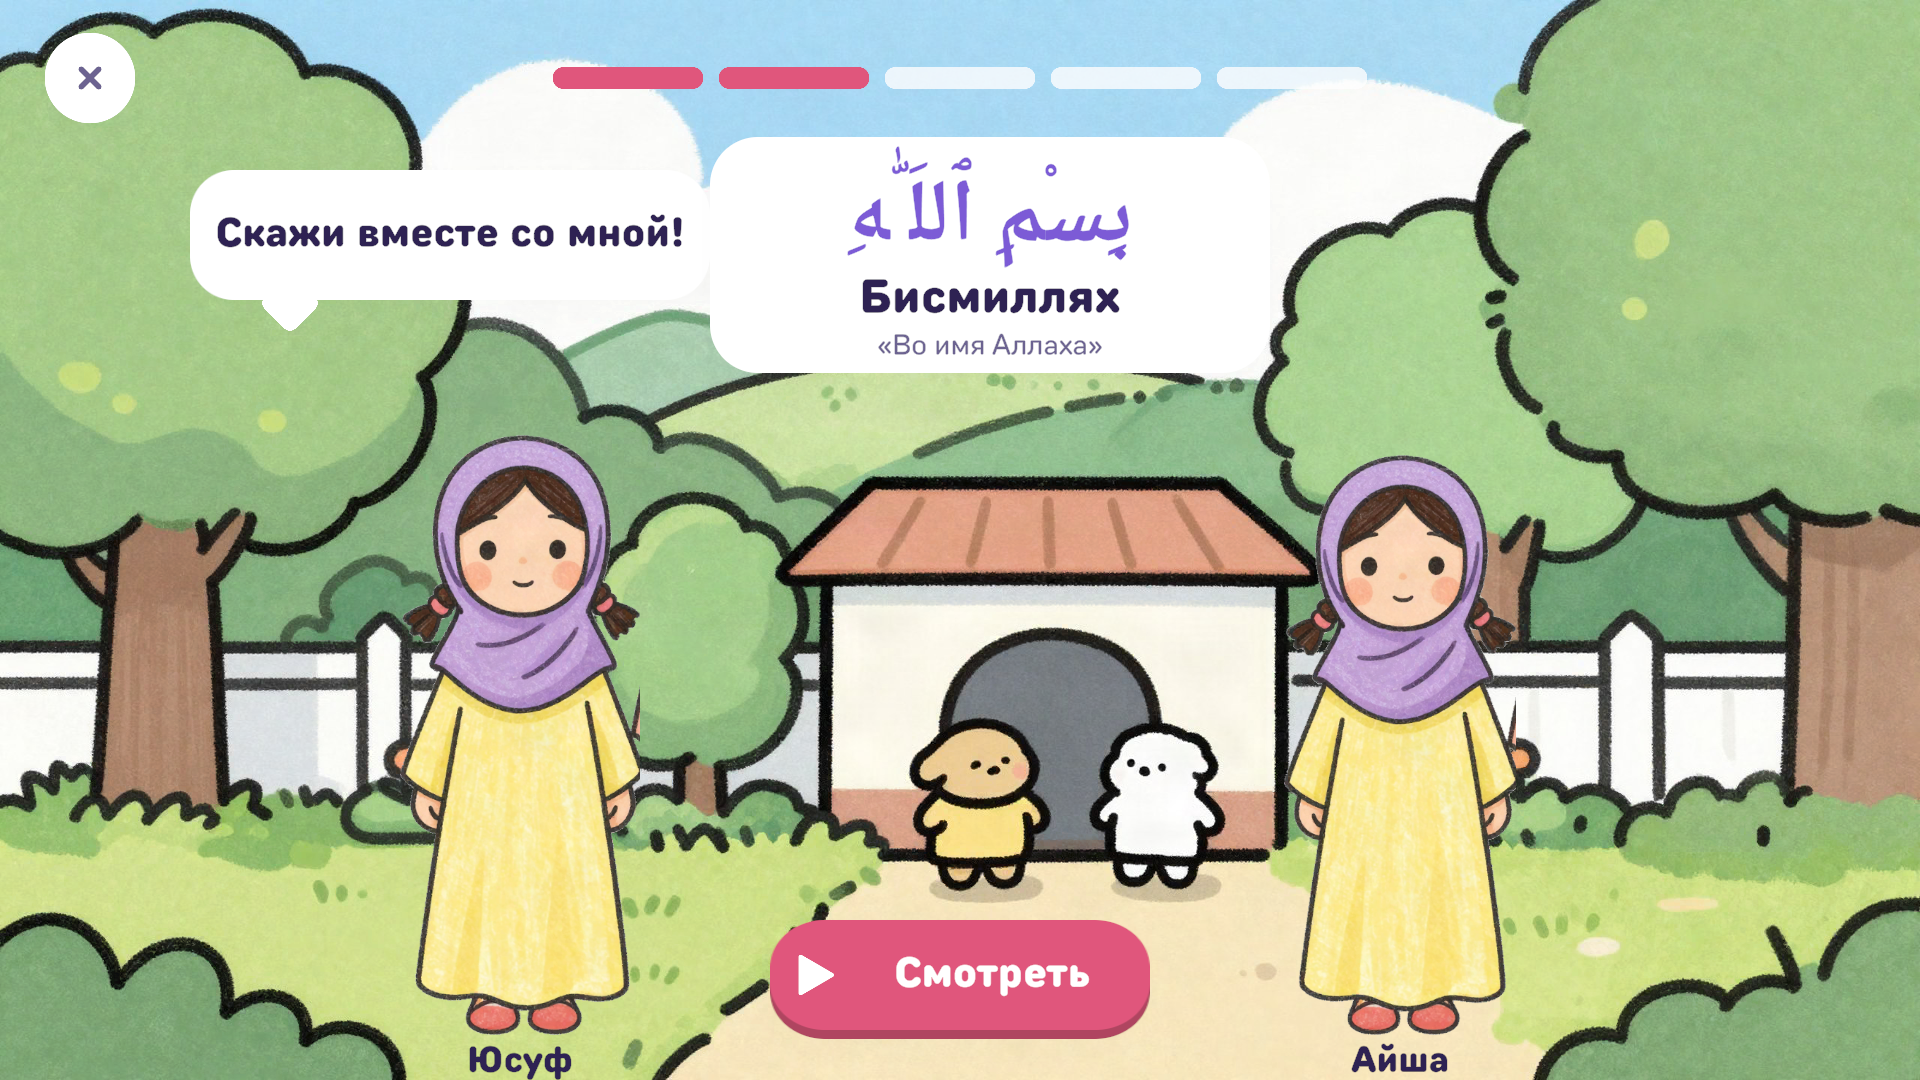 Скажи вместе со мной!
بِسْمِ ٱللَّٰهِ
Бисмиллях
«Во имя Аллаха»
Смотреть
Юсуф
Айша